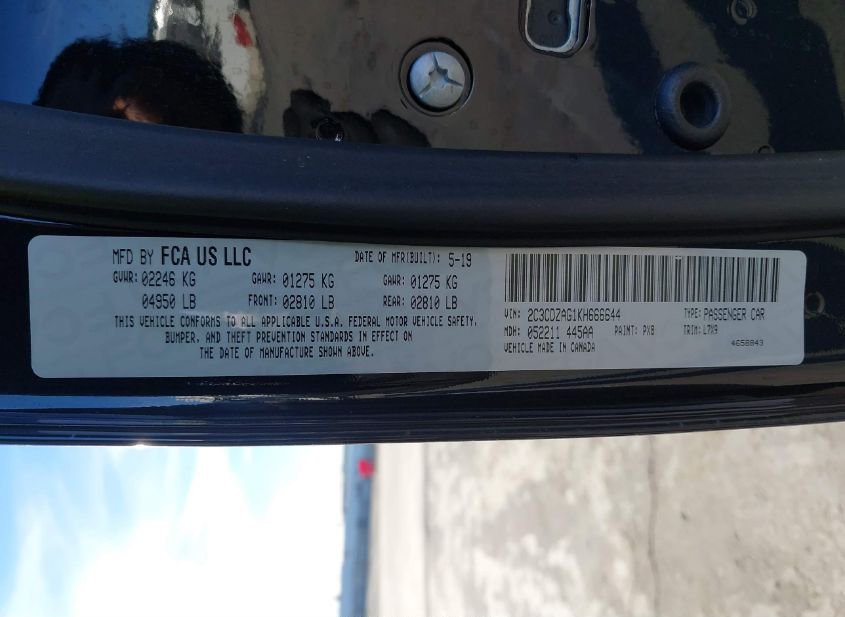 MFD BY FCA US LLC DATE OF MFR(BUILT): 5-19
GVWR: 02246 KG GAWR: 01275 KG GAWR: 01275 KG
04950 LB FRONT: 02810 LB REAR: 02810 LB
THIS VEHICLE CONFORMS TO ALL APPLICABLE U.S.A. FEDERAL MOTOR VEHICLE SAFETY,
BUMPER, AND THEFT PREVENTION STANDARDS IN EFFECT ON
THE DATE OF MANUFACTURE SHOWN ABOVE.
VIN: 2C3CDZAG1KH666644 TYPE: PASSENGER CAR
MDH: 052211 445AA PAINT: PX8 TRIM: L7X9
VEHICLE MADE IN CANADA 4658843